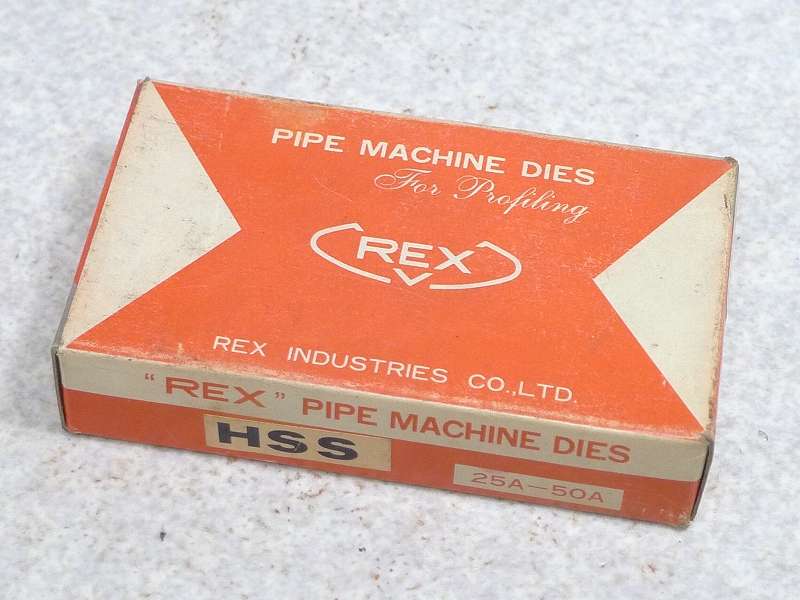 PIPE MACHINE DIES
For Profiling
REX
REX INDUSTRIES CO.,LTD.
"REX" PIPE MACHINE DIES
HSS
25A-50A